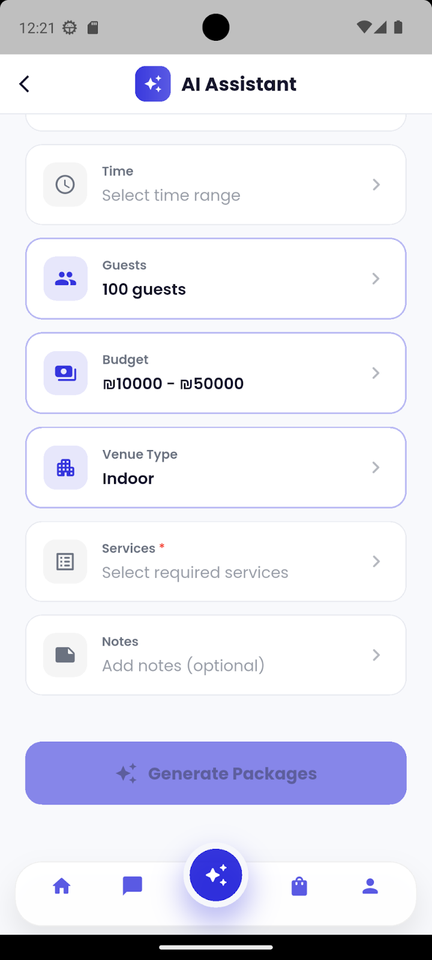 12:21
AI Assistant
Time
Select time range
Guests
100 guests
Budget
₪10000 - ₪50000
Venue Type
Indoor
Services *
Select required services
Notes
Add notes (optional)
Generate Packages